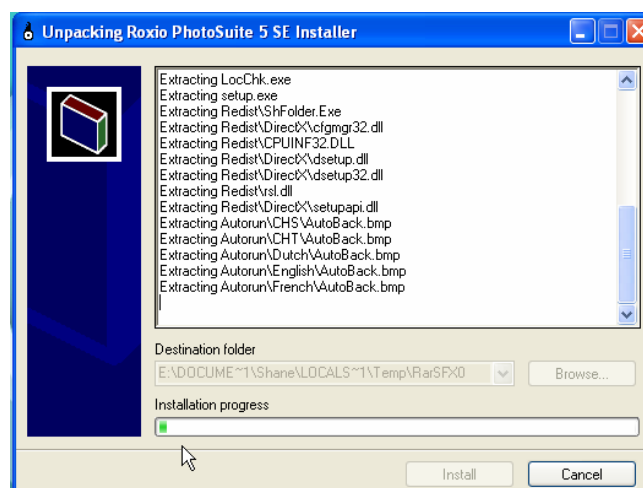 Unpacking Roxio PhotoSuite 5 SE Installer
Extracting LocChk.exe
Extracting setup.exe
Extracting Redist\ShFolder.Exe
Extracting Redist\DirectX\cfgmgr32.dll
Extracting Redist\CPUINF32.DLL
Extracting Redist\DirectX\dsetup.dll
Extracting Redist\DirectX\dsetup32.dll
Extracting Redist\rsl.dll
Extracting Redist\DirectX\setupapi.dll
Extracting Autorun\CHS\AutoBack.bmp
Extracting Autorun\CHT\AutoBack.bmp
Extracting Autorun\Dutch\AutoBack.bmp
Extracting Autorun\English\AutoBack.bmp
Extracting Autorun\French\AutoBack.bmp
Destination folder
E:\DOCUME~1\Shane\LOCALS~1\Temp\RarSFX0
Browse...
Installation progress
Install
Cancel